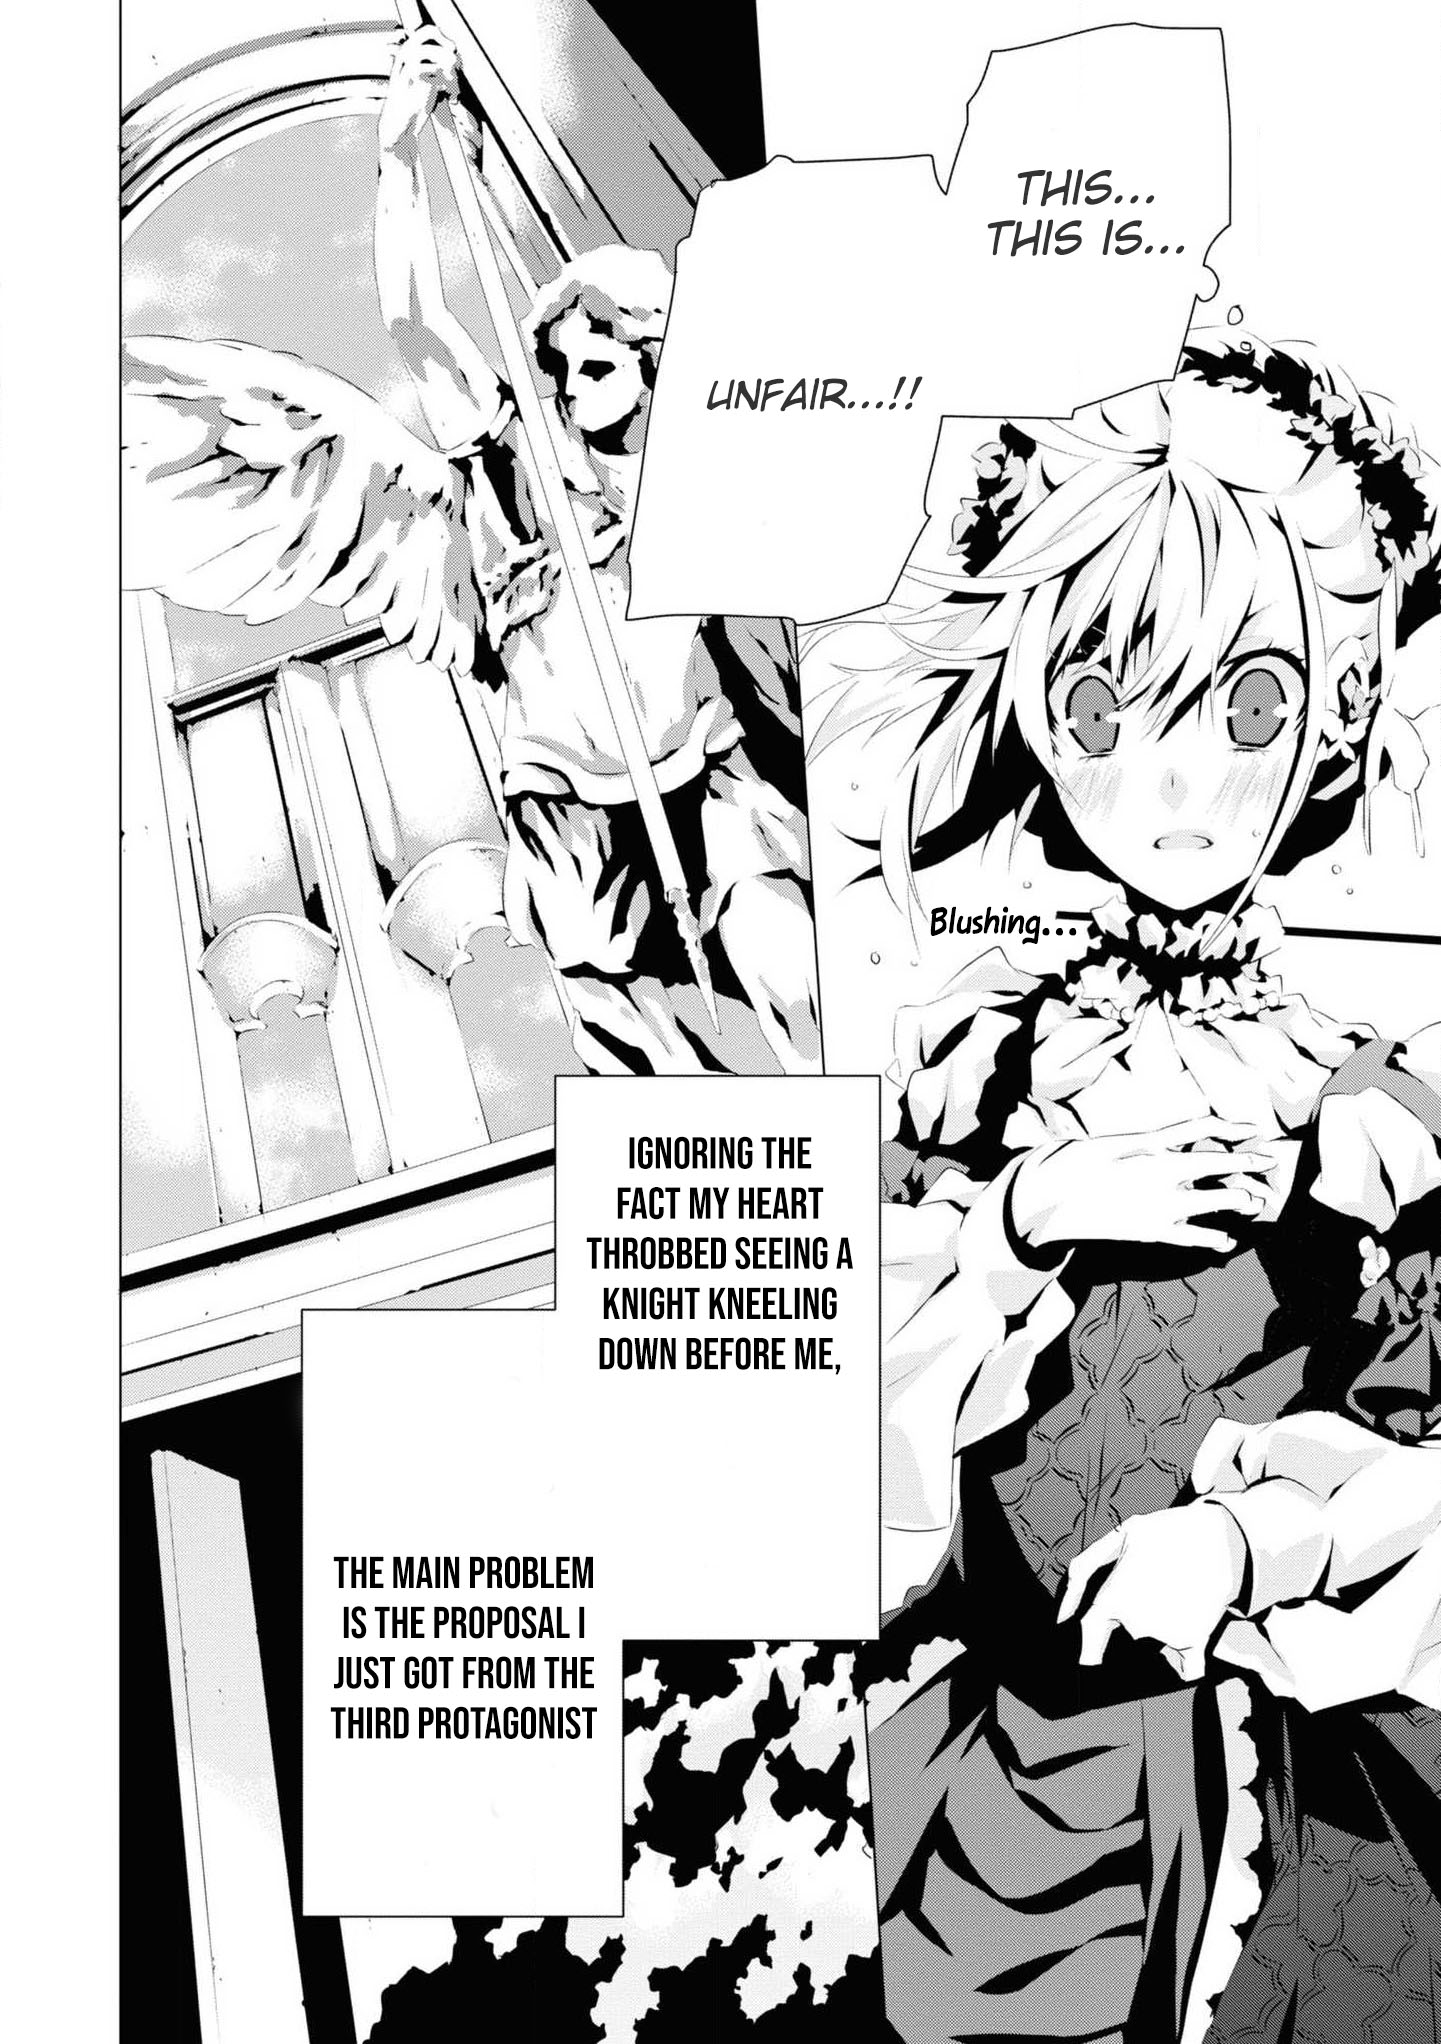 THIS...
THIS IS...
UNFAIR...!!
Blushing...
IGNORING THE
FACT MY HEART
THROBBED SEEING A
KNIGHT KNEELING
DOWN BEFORE ME,
THE MAIN PROBLEM
IS THE PROPOSAL I
JUST GOT FROM THE
THIRD PROTAGONIST